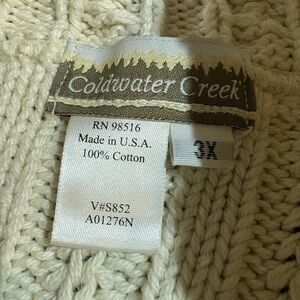 Coldwater Creek
RN 98516
Made in U.S.A.
100% Cotton
3X
V#S852
A01276N